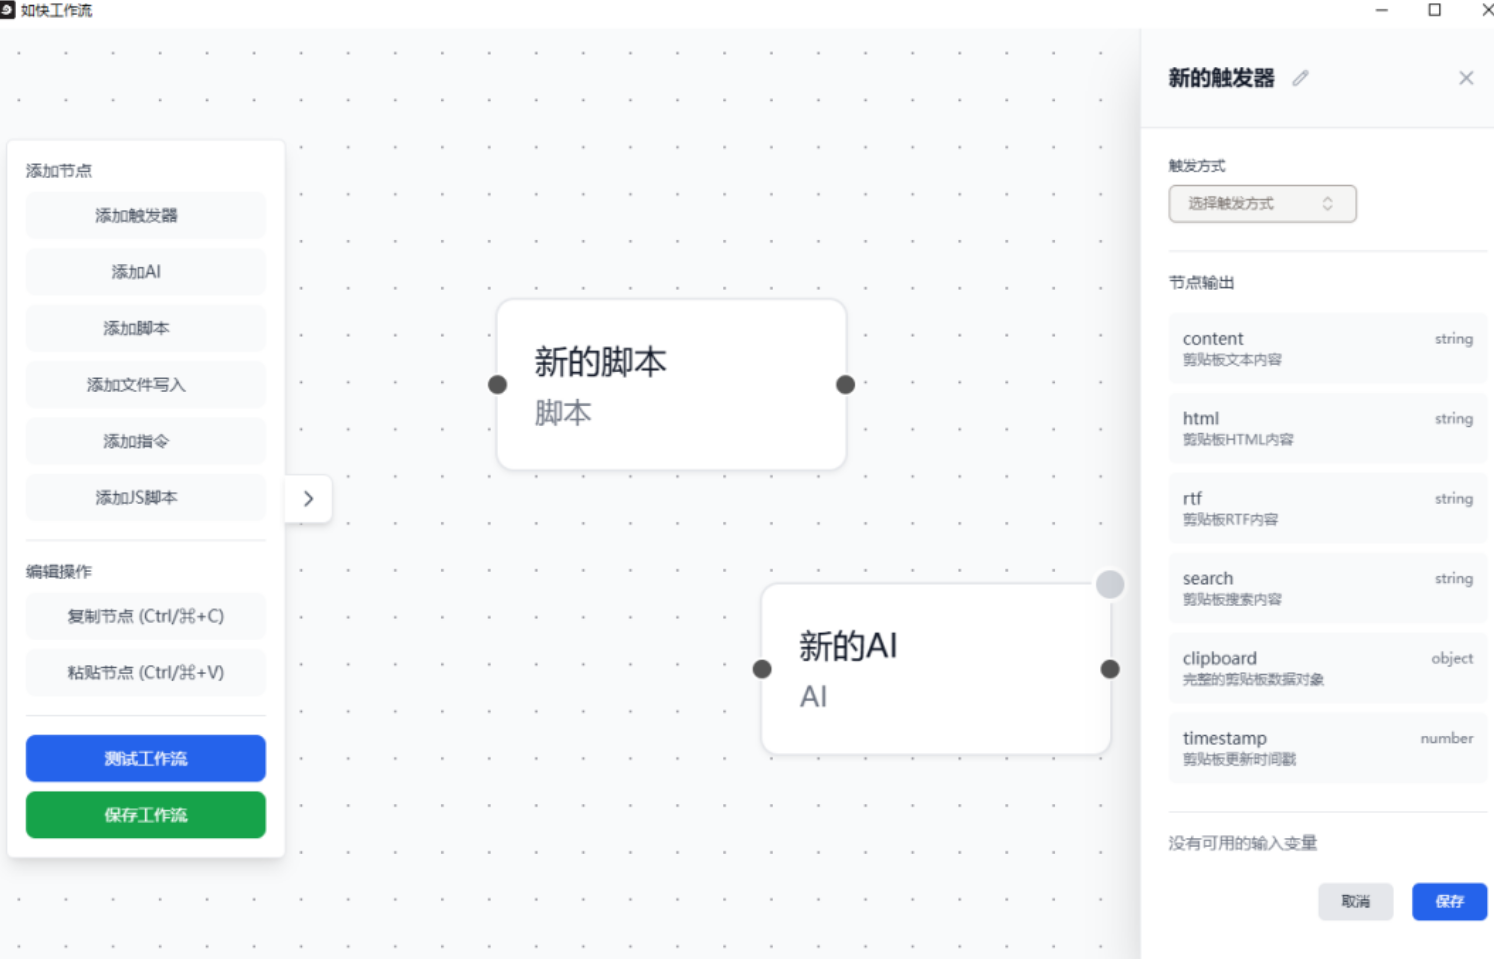 如快工作流
添加节点
添加触发器
添加AI
添加脚本
添加文件写入
添加指令
添加JS脚本
编辑操作
复制节点 (Ctrl/⌘+C)
粘贴节点 (Ctrl/⌘+V)
测试工作流
保存工作流
新的脚本
脚本
新的AI
AI
新的触发器
触发方式
选择触发方式
节点输出
content string
剪贴板文本内容
html string
剪贴板HTML内容
rtf string
剪贴板RTF内容
search string
剪贴板搜索内容
clipboard object
完整的剪贴板数据对象
timestamp number
剪贴板更新时间戳
没有可用的输入变量
取消 保存